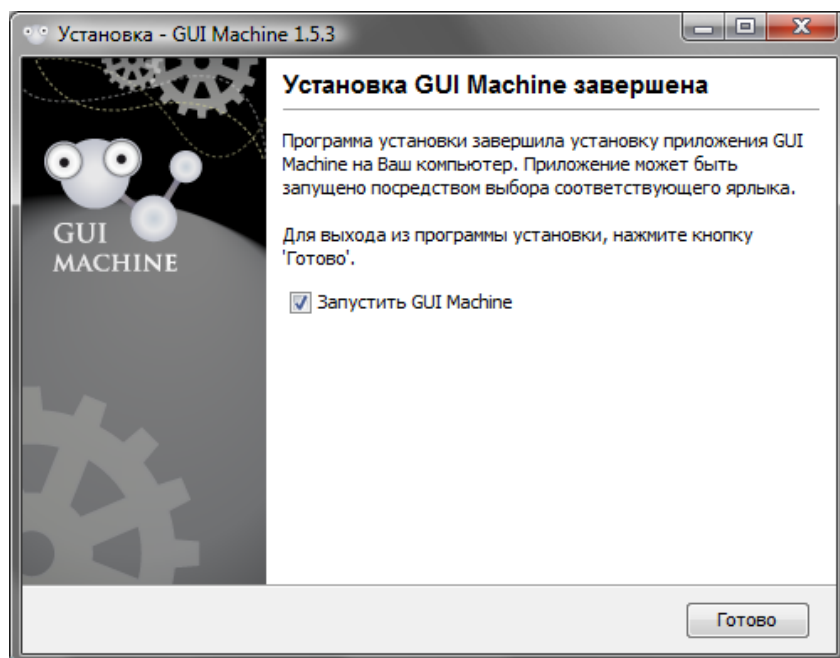 Установка - GUI Machine 1.5.3
GUI
MACHINE
Установка GUI Machine завершена
Программа установки завершила установку приложения GUI
Machine на Ваш компьютер. Приложение может быть
запущено посредством выбора соответствующего ярлыка.
Для выхода из программы установки, нажмите кнопку
'Готово'.
Запустить GUI Machine
Готово